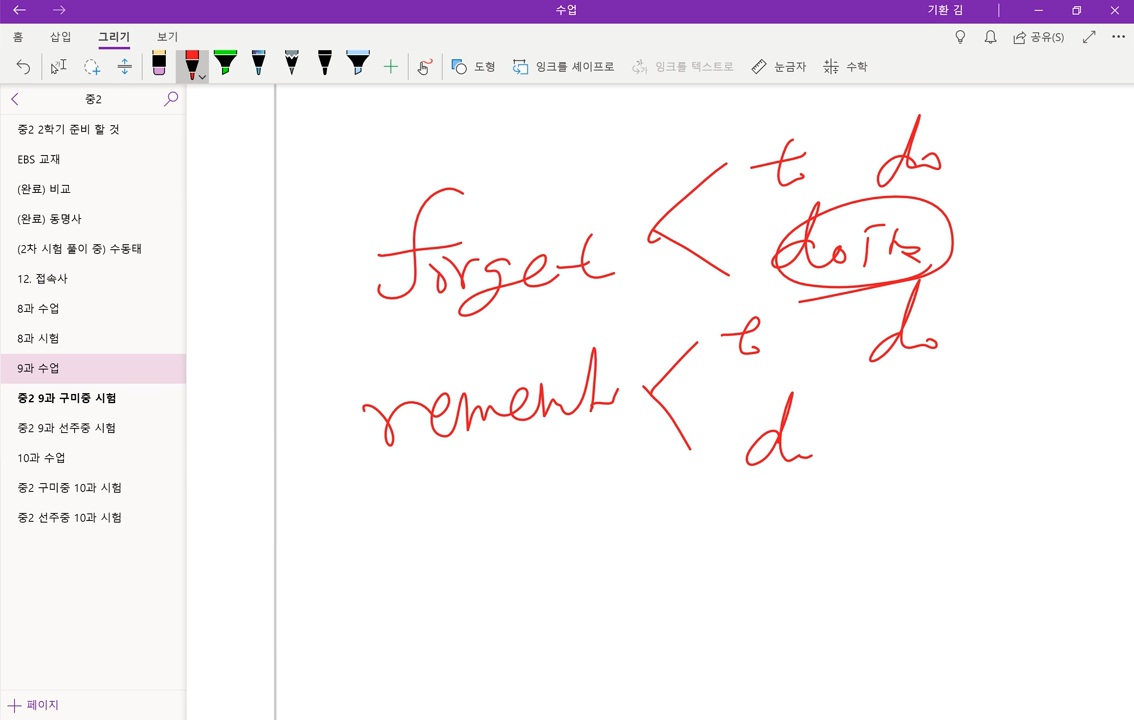 수업
기환 김
홈 삽입 그리기 보기
공유(S)
도형 잉크를 셰이프로 잉크를 텍스트로 눈금자 수학
중2
중2 2학기 준비 할 것
EBS 교재
(완료) 비교
(완료) 동명사
(2차 시험 풀이 중) 수동태
12. 접속사
8과 수업
8과 시험
9과 수업
중2 9과 구미중 시험
중2 9과 선주중 시험
10과 수업
중2 구미중 10과 시험
중2 선주중 10과 시험
페이지
to do
forget
to do